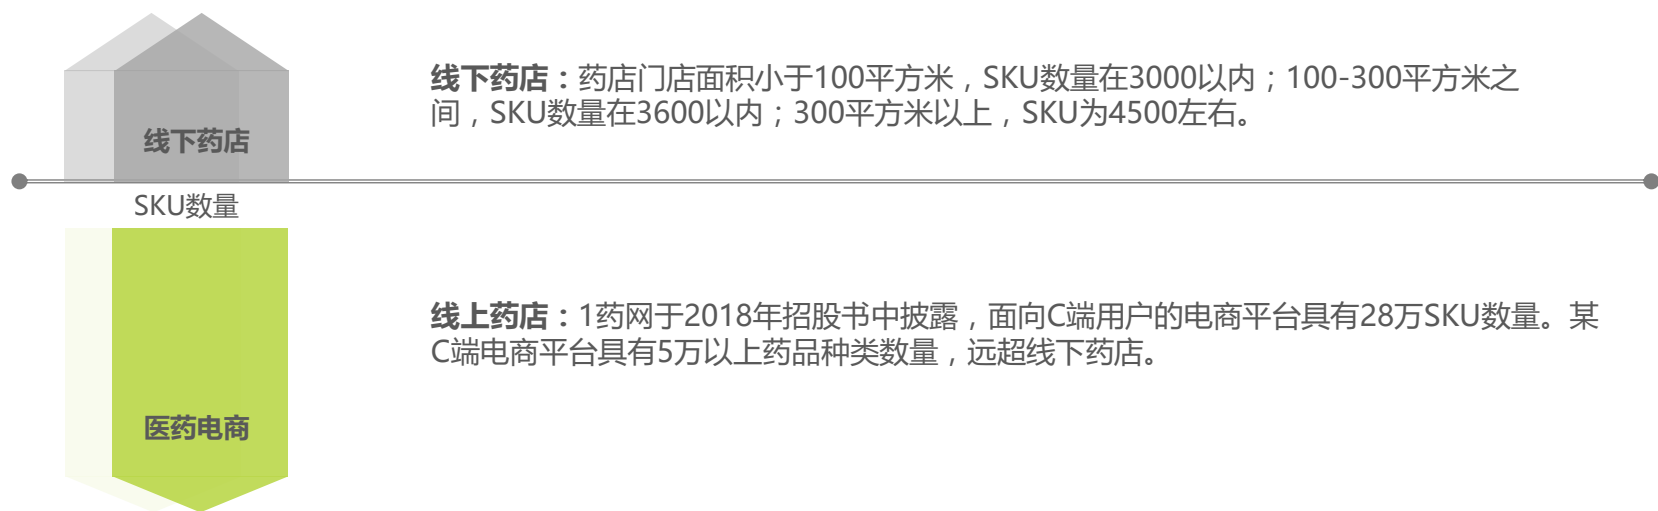 线下药店：药店门店面积小于100平方米，SKU数量在3000以内；100-300平方米之
间，SKU数量在3600以内；300平方米以上，SKU为4500左右。
线下药店
SKU数量
线上药店：1药网于2018年招股书中披露，面向C端用户的电商平台具有28万SKU数量。某
C端电商平台具有5万以上药品种类数量，远超线下药店。
医药电商